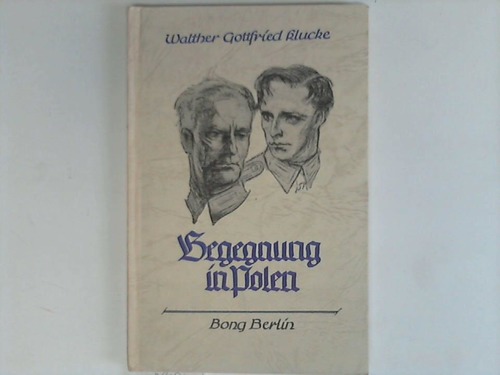 Walther Gottfried Klucke
Begegnung
in Polen
Bong Berlin